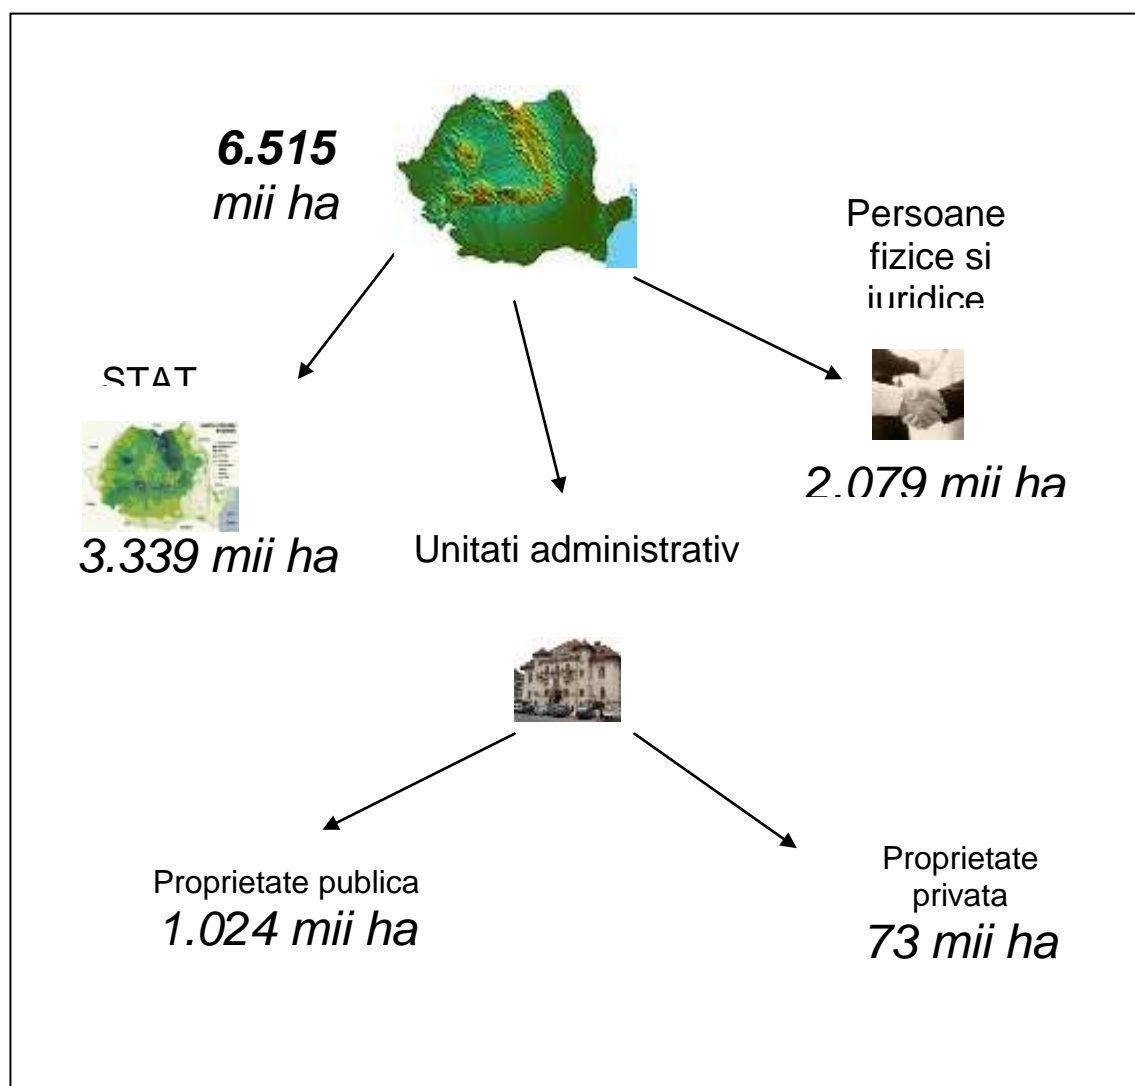 6.515
mii ha
Persoane
fizice si
juridice
STAT
2.079 mii ha
3.339 mii ha
Unitati administrativ
Proprietate publica
1.024 mii ha
Proprietate
privata
73 mii ha